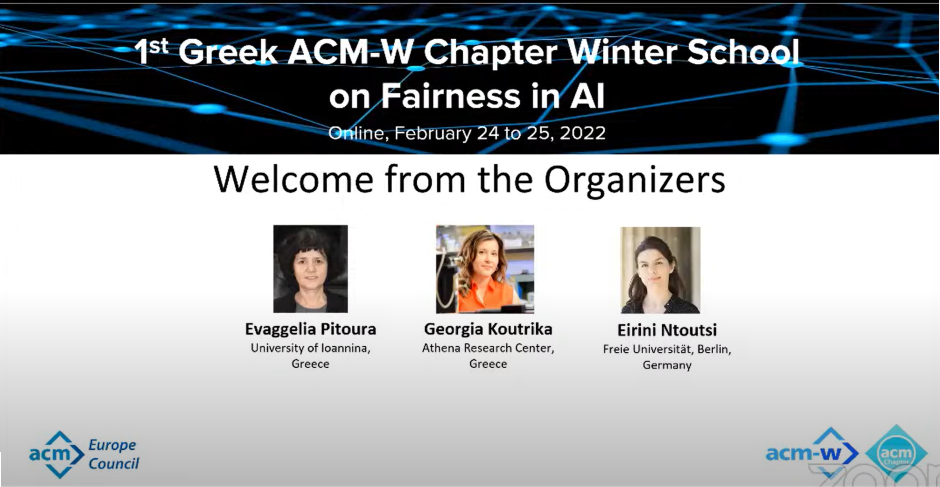 1st Greek ACM-W Chapter Winter School
on Fairness in AI
Online, February 24 to 25, 2022
Welcome from the Organizers
Evaggelia Pitoura
University of Ioannina,
Greece
Georgia Koutrika
Athena Research Center,
Greece
Eirini Ntoutsi
Freie Universität, Berlin,
Germany
acm
Europe
Council
acm-w
acm
Chapter
zoom